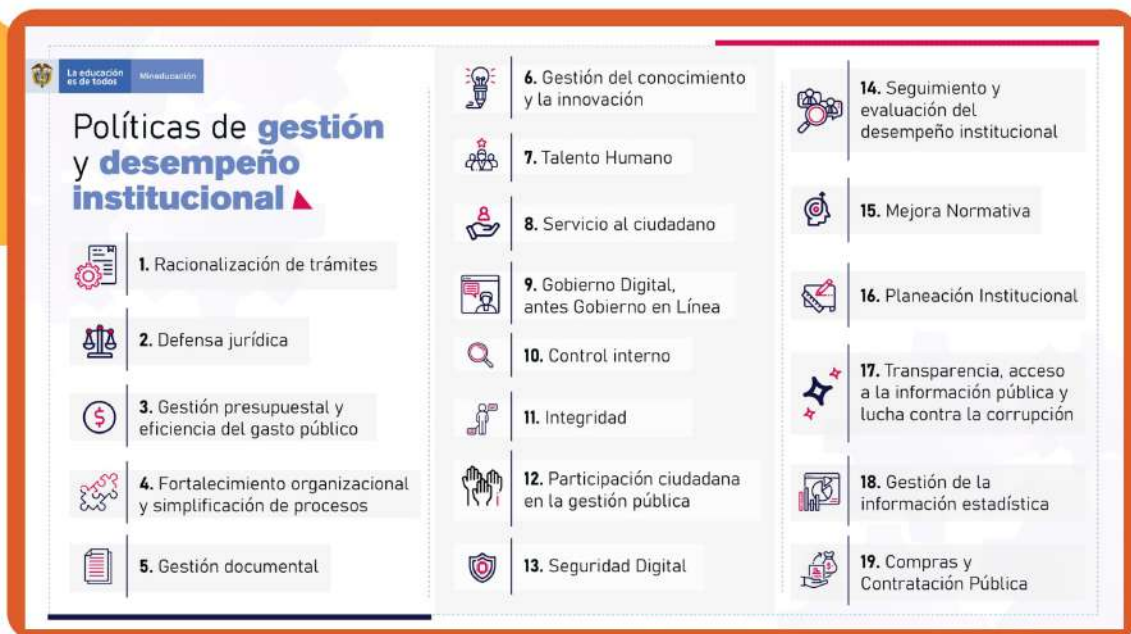 La educación
es de todos
Mineducación
Políticas de gestión
y desempeño
institucional
1. Racionalización de trámites
2. Defensa jurídica
3. Gestión presupuestal y
eficiencia del gasto público
4. Fortalecimiento organizacional
y simplificación de procesos
5. Gestión documental
6. Gestión del conocimiento
y la innovación
7. Talento Humano
8. Servicio al ciudadano
9. Gobierno Digital,
antes Gobierno en Línea
10. Control interno
11. Integridad
12. Participación ciudadana
en la gestión pública
13. Seguridad Digital
14. Seguimiento y
evaluación del
desempeño institucional
15. Mejora Normativa
16. Planeación Institucional
17. Transparencia, acceso
a la información pública y
lucha contra la corrupción
18. Gestión de la
información estadística
19. Compras y
Contratación Pública